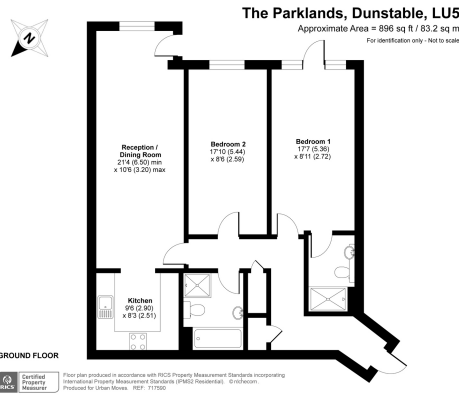 The Parklands, Dunstable, LU5
Approximate Area = 896 sq ft / 83.2 sq m
For identification only - Not to scale
N
Reception /
Dining Room
21'4 (6.50) min
x 10'6 (3.20) max
Bedroom 2
17'10 (5.44)
x 8'6 (2.59)
Bedroom 1
17'7 (5.36)
x 8'11 (2.72)
Kitchen
9'6 (2.90)
x 8'3 (2.51)
GROUND FLOOR
RICS
Certified
Property
Measurer
Floor plan produced in accordance with RICS Property Measurement Standards incorporating
International Property Measurement Standards (IPMS2 Residential). ©nichecom.
Produced for Urban Moves. REF: 717590